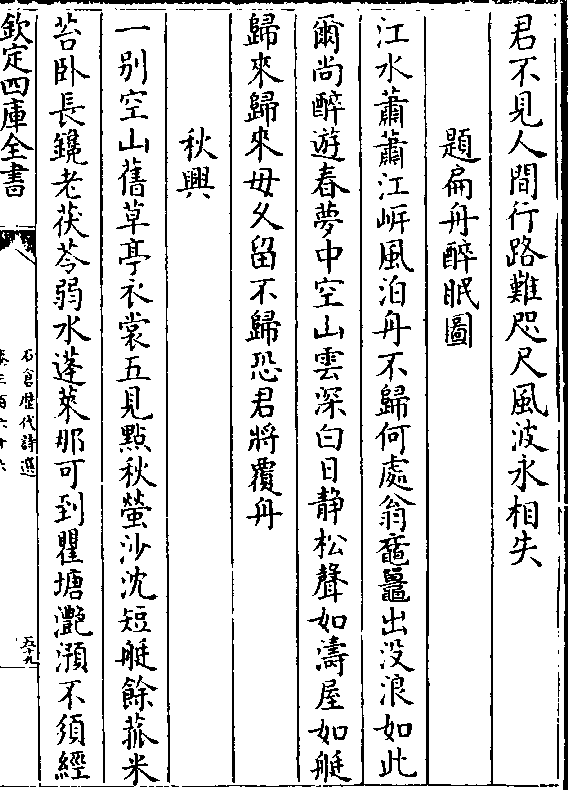 君不見人間行路難咫尺風波永相失
題扁舟醉眠圖
江水蕭蕭江岸風泊舟不歸何處翁黿鼉出没浪如此
爾尚醉遊春夢中空山雲深白日静松聲如濤屋如艇
歸來歸來毋久留不歸恐君將覆舟
秋興
一别空山舊草亭衣裳五見點秋螢沙沈短艇餘菰米
苔卧長鑱老茯苓弱水蓬萊那可到瞿塘灔澦不須經
欽定四庫全書
石倉歴代詩選
卷三百六十六